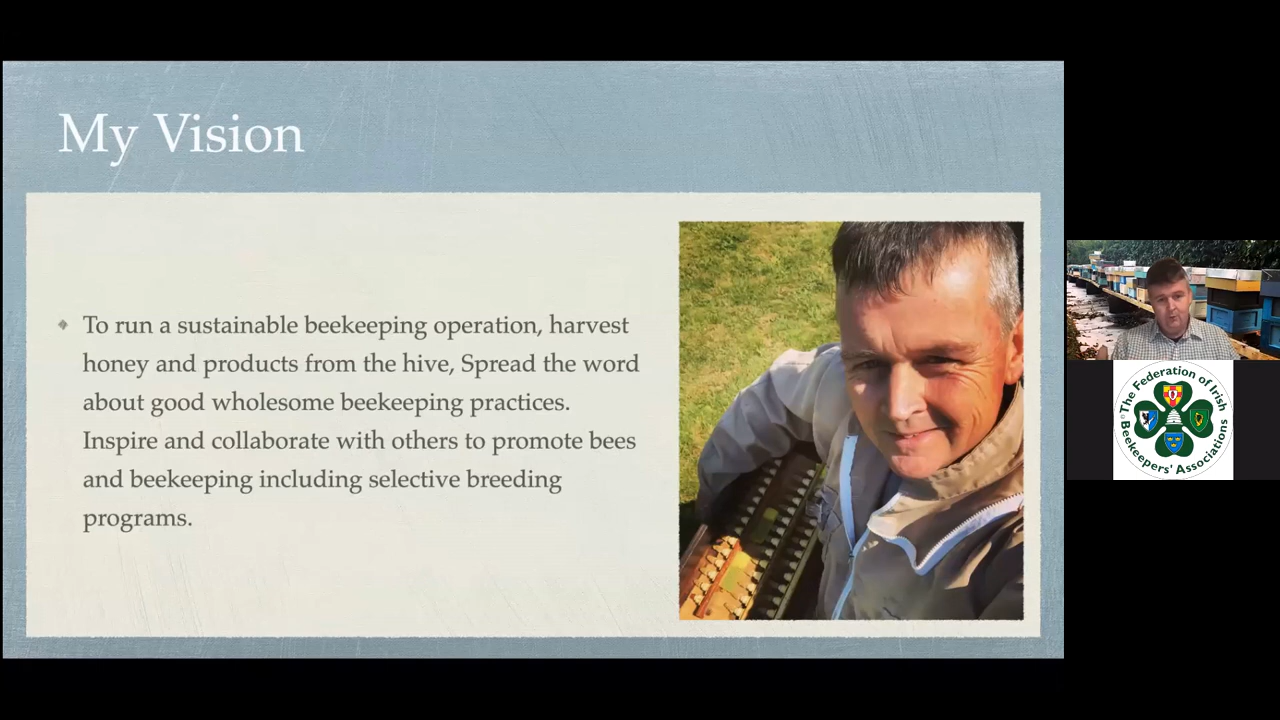 My Vision
To run a sustainable beekeeping operation, harvest
honey and products from the hive, Spread the word
about good wholesome beekeeping practices.
Inspire and collaborate with others to promote bees
and beekeeping including selective breeding
programs.
The Federation of Irish
Beekeepers' Associations